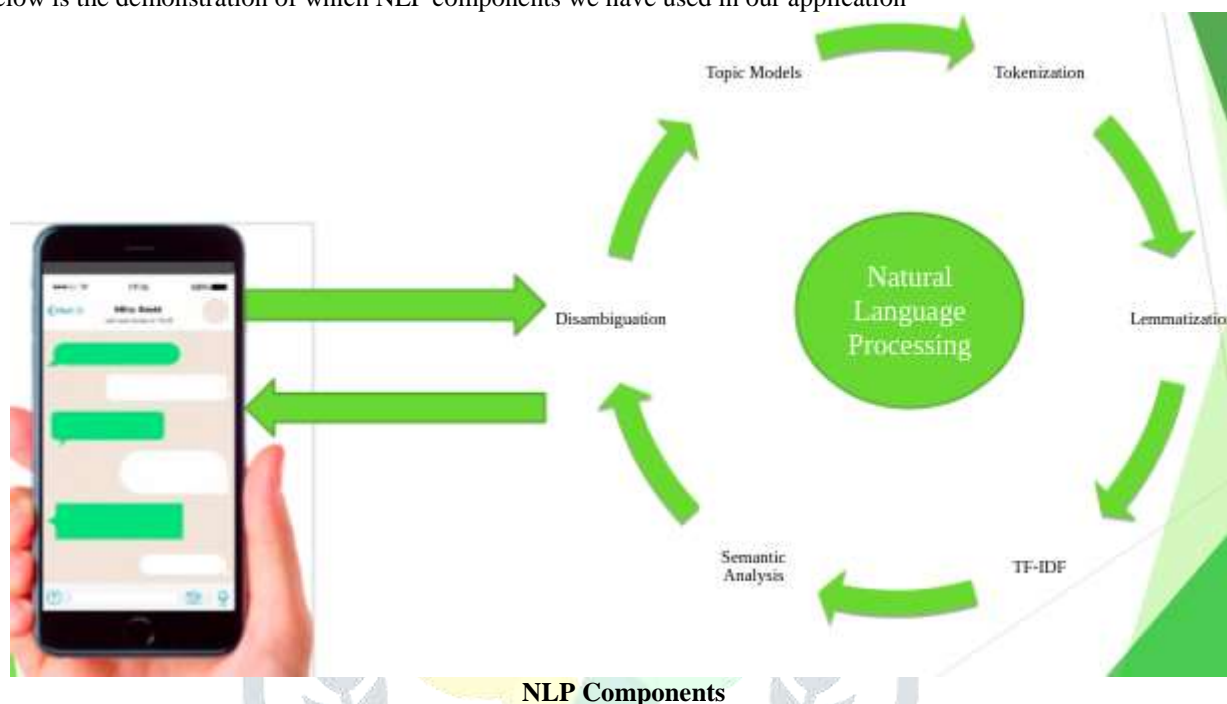 elow is the demonstration of which NLP components we have used in our application
Topic Models
Tokenization
Natural
Language
Processing
Disambiguation
Lemmatization
Semantic
Analysis
TF-IDF
NLP Components